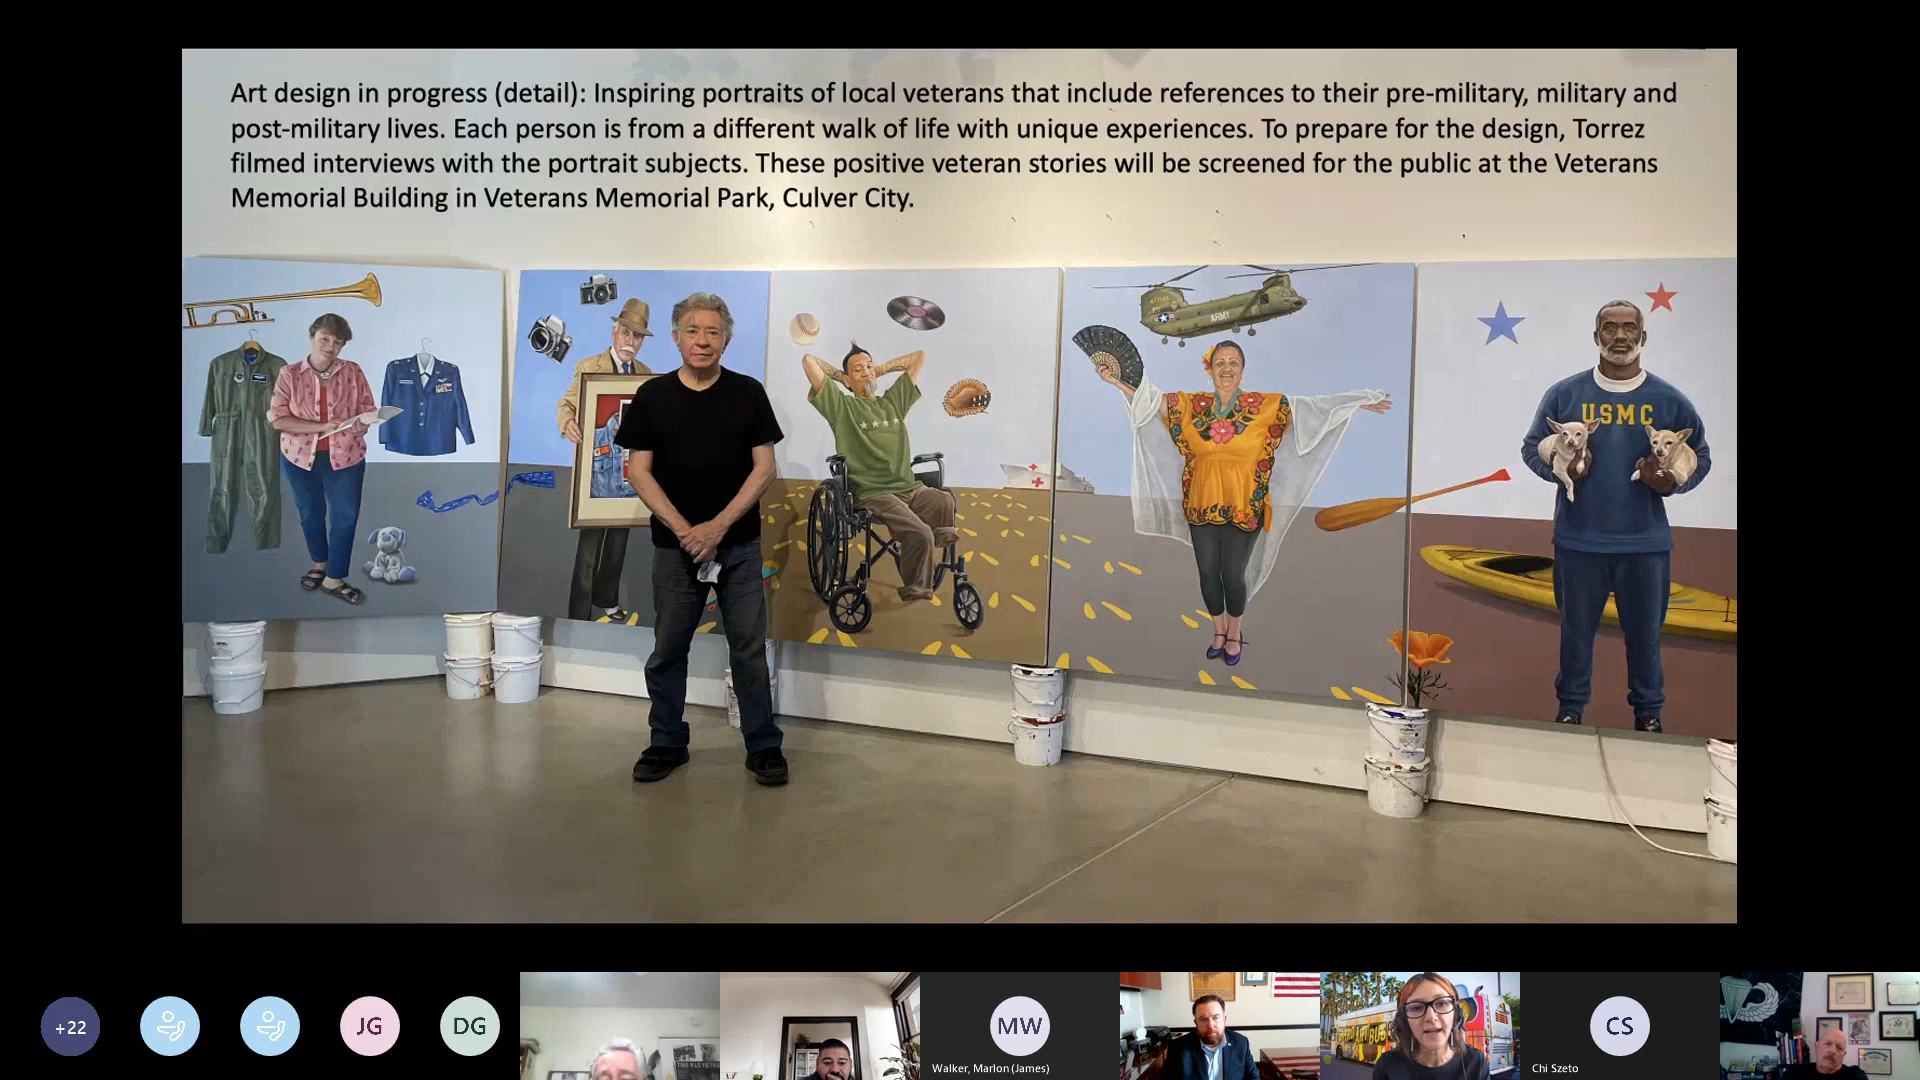 Art design in progress (detail): Inspiring portraits of local veterans that include references to their pre-military, military and
post-military lives. Each person is from a different walk of life with unique experiences. To prepare for the design, Torrez
filmed interviews with the portrait subjects. These positive veteran stories will be screened for the public at the Veterans
Memorial Building in Veterans Memorial Park, Culver City.
ARMY
USMC
+22
JG
DG
MW
Walker, Marlon (James)
CS
Chi Szeto